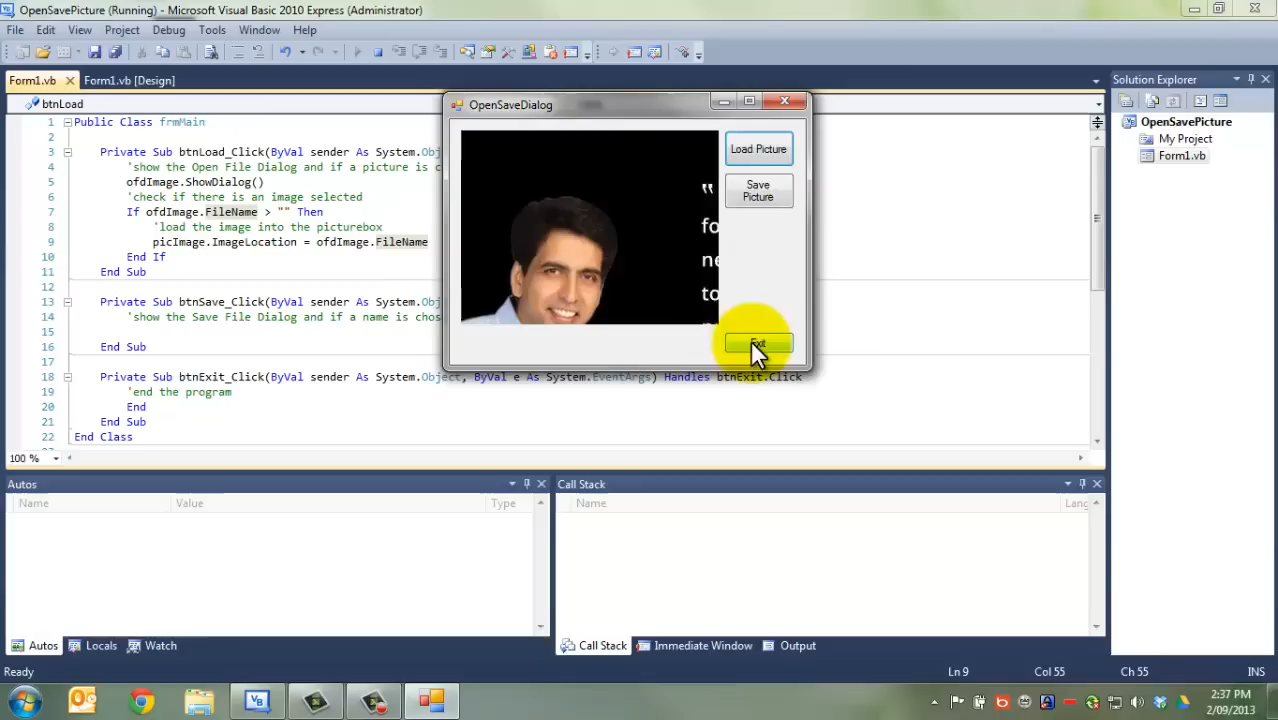 OpenSavePicture (Running) - Microsoft Visual Basic 2010 Express (Administrator)
File Edit View Project Debug Tools Window Help
Form1.vb Form1.vb [Design]
Solution Explorer
btnLoad
OpenSavePicture
My Project
Form1.vb
1 Public Class frmMain
2
3 Private Sub btnLoad_Click(ByVal sender As System.Obj
4 'show the Open File Dialog and if a picture is c
5 ofdImage.ShowDialog()
6 'check if there is an image selected
7 If ofdImage.FileName > "" Then
8 'load the image into the picturebox
9 picImage.ImageLocation = ofdImage.FileName
10 End If
11 End Sub
12
13 Private Sub btnSave_Click(ByVal sender As System.Obj
14 'show the Save File Dialog and if a name is chos
15
16 End Sub
17
18 Private Sub btnExit_Click(ByVal sender As System.Object, ByVal e As System.EventArgs) Handles btnExit.Click
19 'end the program
20 End
21 End Sub
22 End Class
OpenSaveDialog
"
fo
ne
to
Load Picture
Save
Picture
Exit
100 %
Autos
Name Value Type
Call Stack
Name Lang
Autos Locals Watch
Call Stack Immediate Window Output
Ready Ln 9 Col 55 Ch 55 INS
2:37 PM
2/09/2013